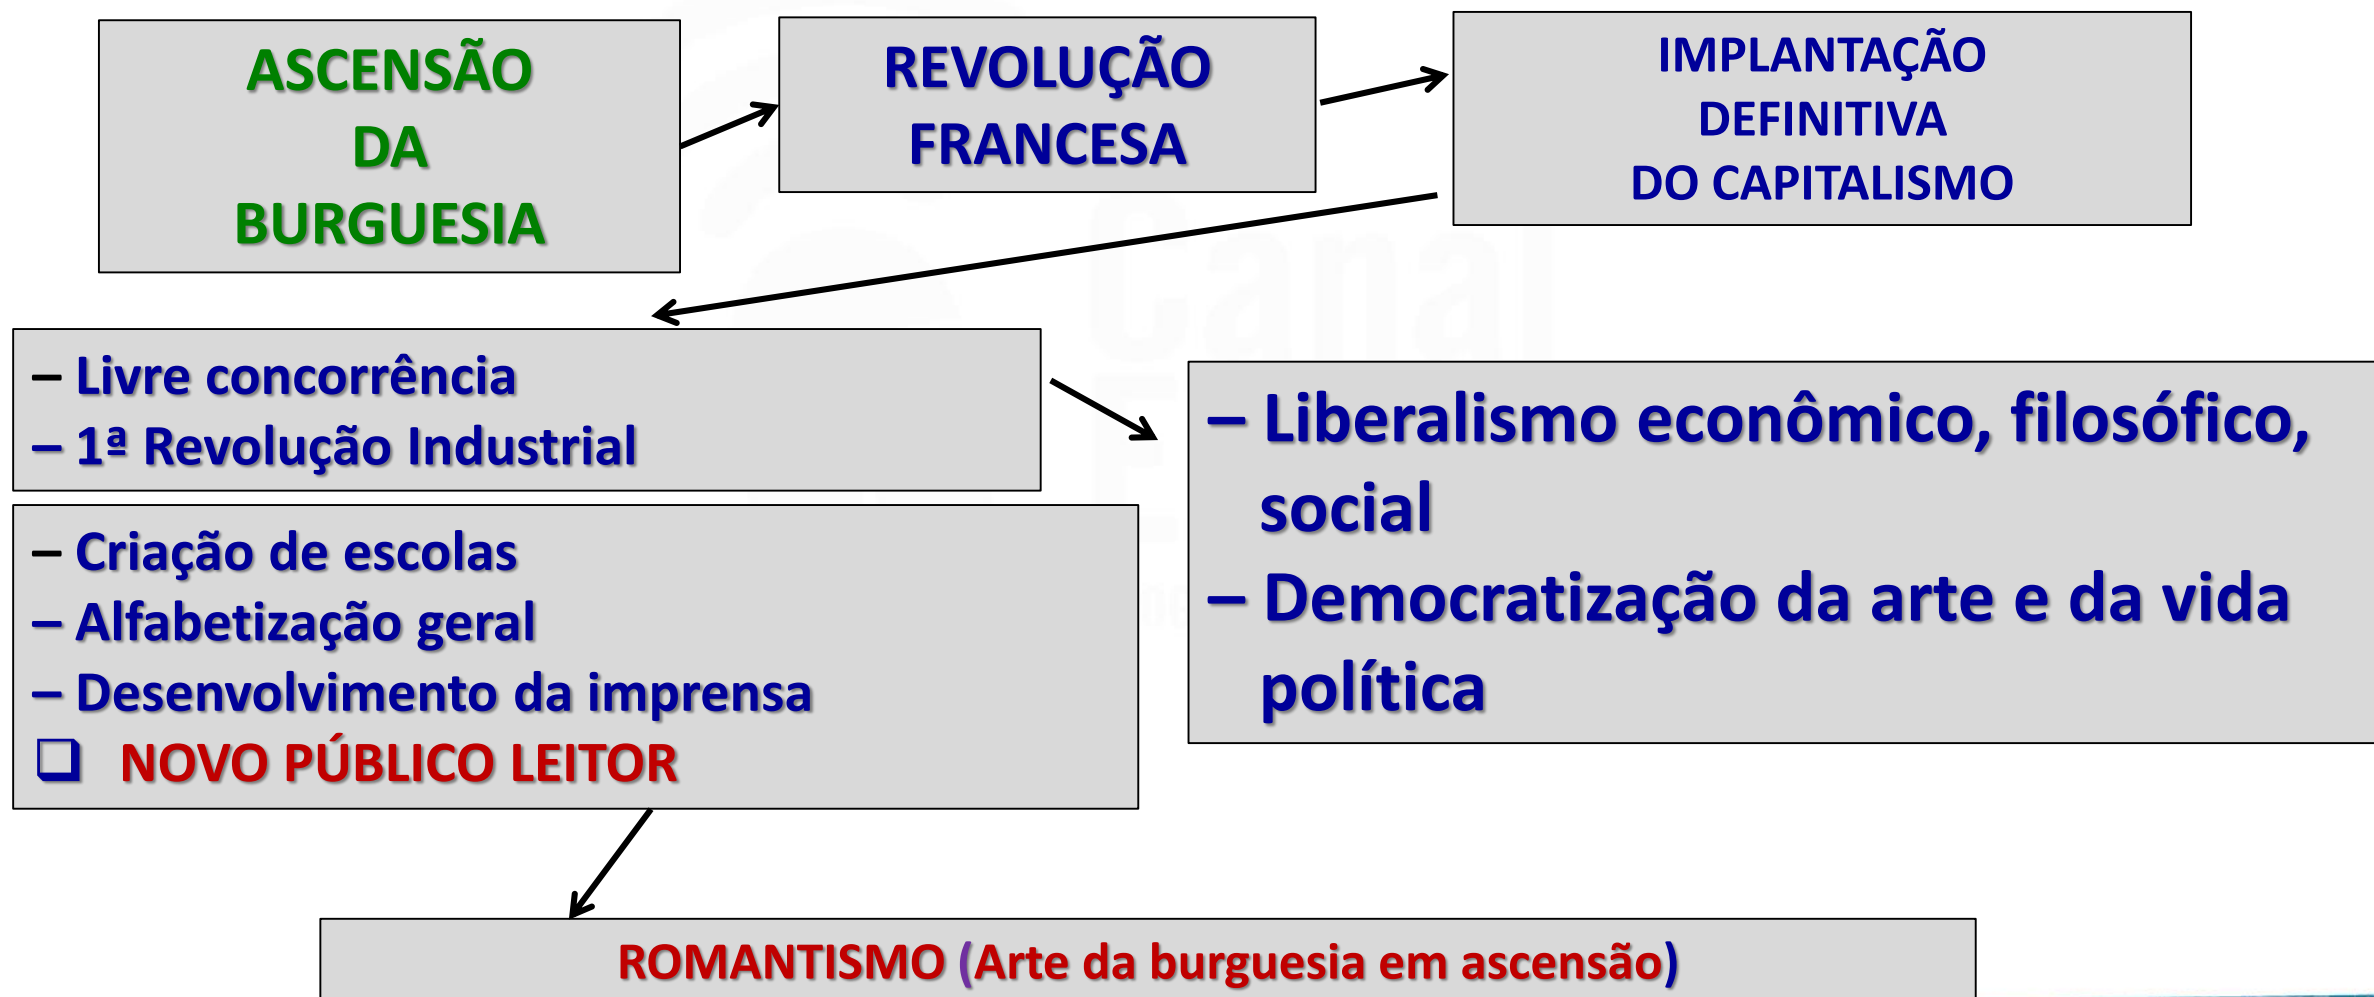 ASCENSÃO
DA
BURGUESIA
REVOLUÇÃO
FRANCESA
IMPLANTAÇÃO
DEFINITIVA
DO CAPITALISMO
– Livre concorrência
– 1ª Revolução Industrial
– Liberalismo econômico, filosófico,
social
– Democratização da arte e da vida
política
– Criação de escolas
– Alfabetização geral
– Desenvolvimento da imprensa
❑ NOVO PÚBLICO LEITOR
ROMANTISMO (Arte da burguesia em ascensão)
Canal